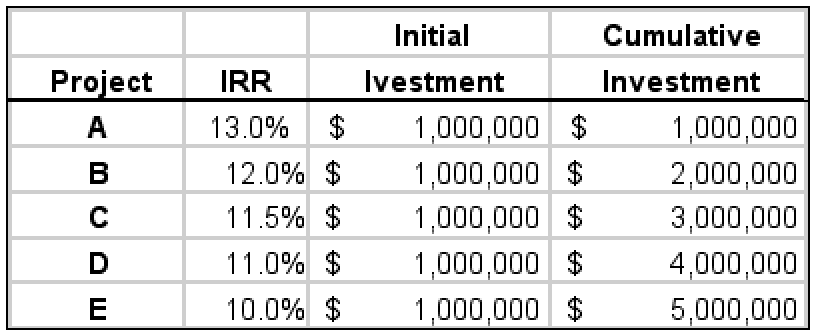 Initial Cumulative
Project IRR Ivestment Investment
A 13.0% $ 1,000,000 $ 1,000,000
B 12.0% $ 1,000,000 $ 2,000,000
C 11.5% $ 1,000,000 $ 3,000,000
D 11.0% $ 1,000,000 $ 4,000,000
E 10.0% $ 1,000,000 $ 5,000,000